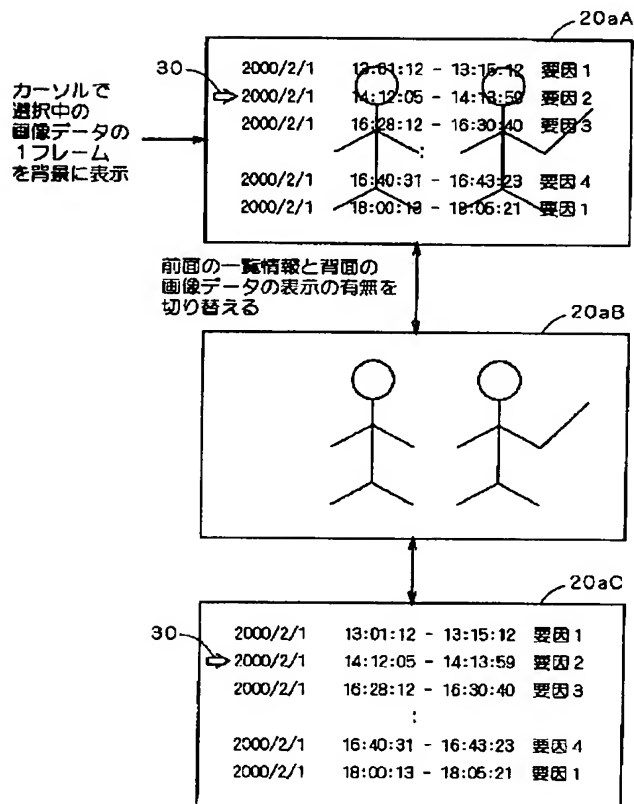 20aA
カーソルで
選択中の
画像データの
1フレーム
を背景に表示
30
2000/2/1 13:01:12 - 13:15:12 要因1
2000/2/1 14:12:05 - 14:13:59 要因2
2000/2/1 16:28:12 - 16:30:40 要因3
:
2000/2/1 16:40:31 - 16:43:23 要因4
2000/2/1 18:00:13 - 18:05:21 要因1
前面の一覧情報と背面の
画像データの表示の有無を
切り替える
20aB
20aC
30
2000/2/1 13:01:12 - 13:15:12 要因1
2000/2/1 14:12:05 - 14:13:59 要因2
2000/2/1 16:28:12 - 16:30:40 要因3
:
2000/2/1 16:40:31 - 16:43:23 要因4
2000/2/1 18:00:13 - 18:05:21 要因1